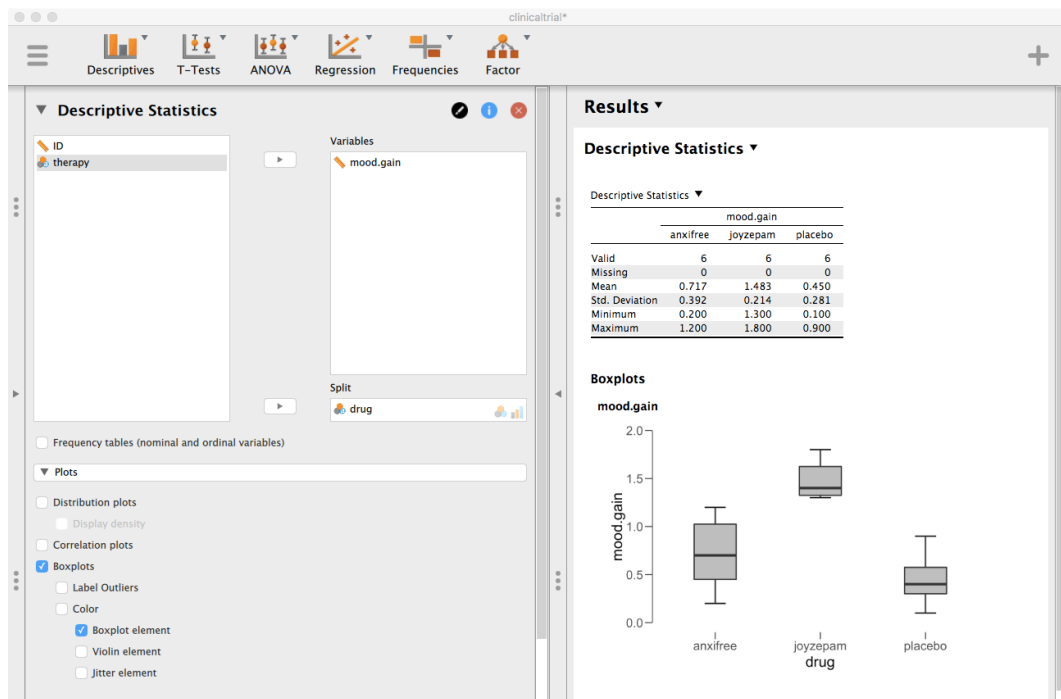 clinicaltrial*
Descriptives T-Tests ANOVA Regression Frequencies Factor
Descriptive Statistics
ID
therapy
Variables
mood.gain
Split
drug
Frequency tables (nominal and ordinal variables)
Plots
Distribution plots
Display density
Correlation plots
Boxplots
Label Outliers
Color
Boxplot element
Violin element
Jitter element
Results
Descriptive Statistics
Descriptive Statistics
mood.gain
anxifree joyzepam placebo
Valid 6 6 6
Missing 0 0 0
Mean 0.717 1.483 0.450
Std. Deviation 0.392 0.214 0.281
Minimum 0.200 1.300 0.100
Maximum 1.200 1.800 0.900
Boxplots
mood.gain
2.0
1.5
1.0
0.5
0.0
mood.gain
anxifree joyzepam placebo
drug